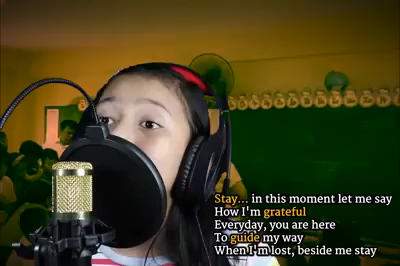 Stay... in this moment let me say
How I'm grateful
Everyday, you are here
To guide my way
When I'm lost, beside me stay